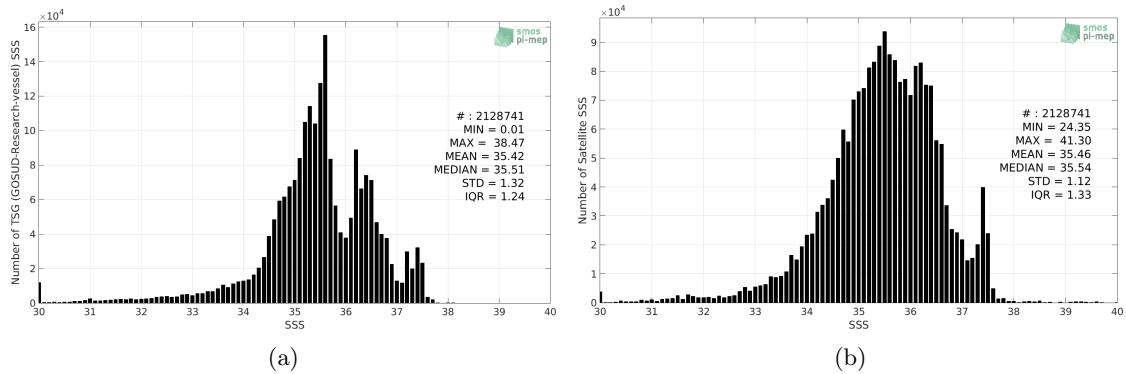 ×10⁴
Number of TSG (GOSUD-Research-vessel) SSS
16
14
12
10
8
6
4
2
0
smos
pi-mep
# : 2128741
MIN = 0.01
MAX = 38.47
MEAN = 35.42
MEDIAN = 35.51
STD = 1.32
IQR = 1.24
30 31 32 33 34 35 36 37 38 39 40
SSS
(a)
×10⁴
Number of Satellite SSS
9
8
7
6
5
4
3
2
1
0
smos
pi-mep
# : 2128741
MIN = 24.35
MAX = 41.30
MEAN = 35.46
MEDIAN = 35.54
STD = 1.12
IQR = 1.33
30 31 32 33 34 35 36 37 38 39 40
SSS
(b)